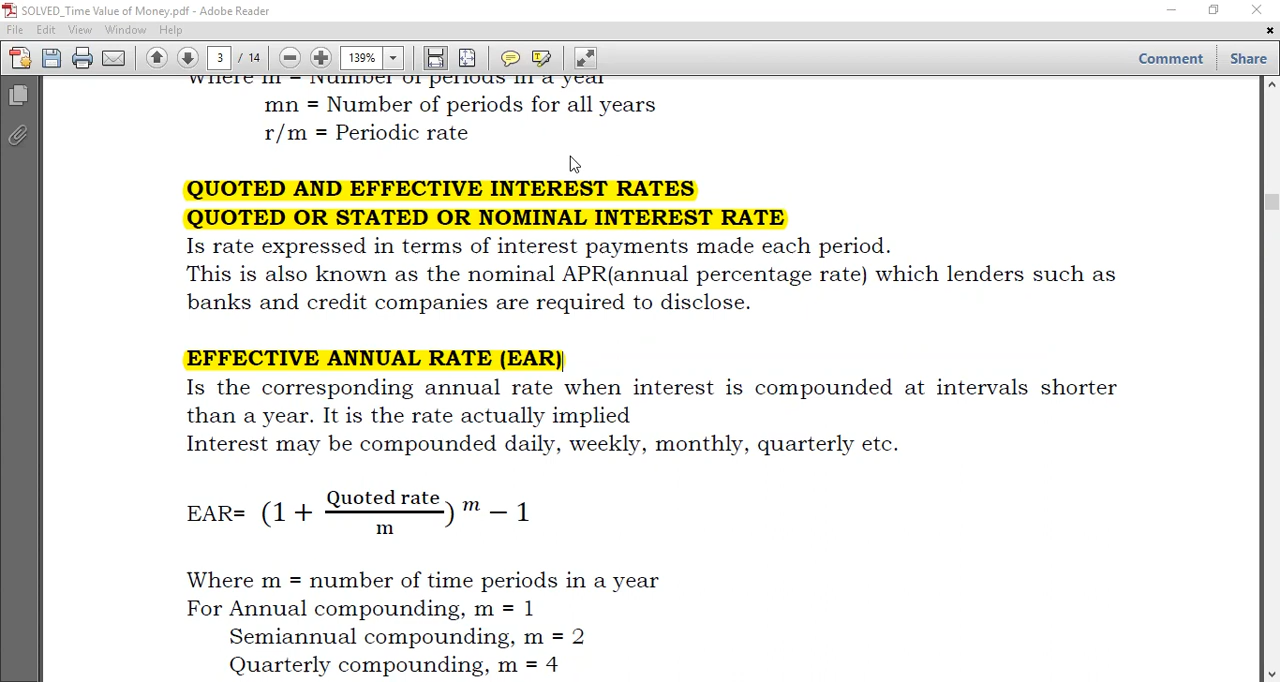 SOLVED_Time Value of Money.pdf - Adobe Reader
File Edit View Window Help
3 / 14 139% Comment Share
Where m = Number of periods in a year
mn = Number of periods for all years
r/m = Periodic rate
QUOTED AND EFFECTIVE INTEREST RATES
QUOTED OR STATED OR NOMINAL INTEREST RATE
Is rate expressed in terms of interest payments made each period.
This is also known as the nominal APR(annual percentage rate) which lenders such as
banks and credit companies are required to disclose.
EFFECTIVE ANNUAL RATE (EAR)
Is the corresponding annual rate when interest is compounded at intervals shorter
than a year. It is the rate actually implied
Interest may be compounded daily, weekly, monthly, quarterly etc.
EAR= (1 + Quoted rate / m) ^m − 1
Where m = number of time periods in a year
For Annual compounding, m = 1
Semiannual compounding, m = 2
Quarterly compounding, m = 4